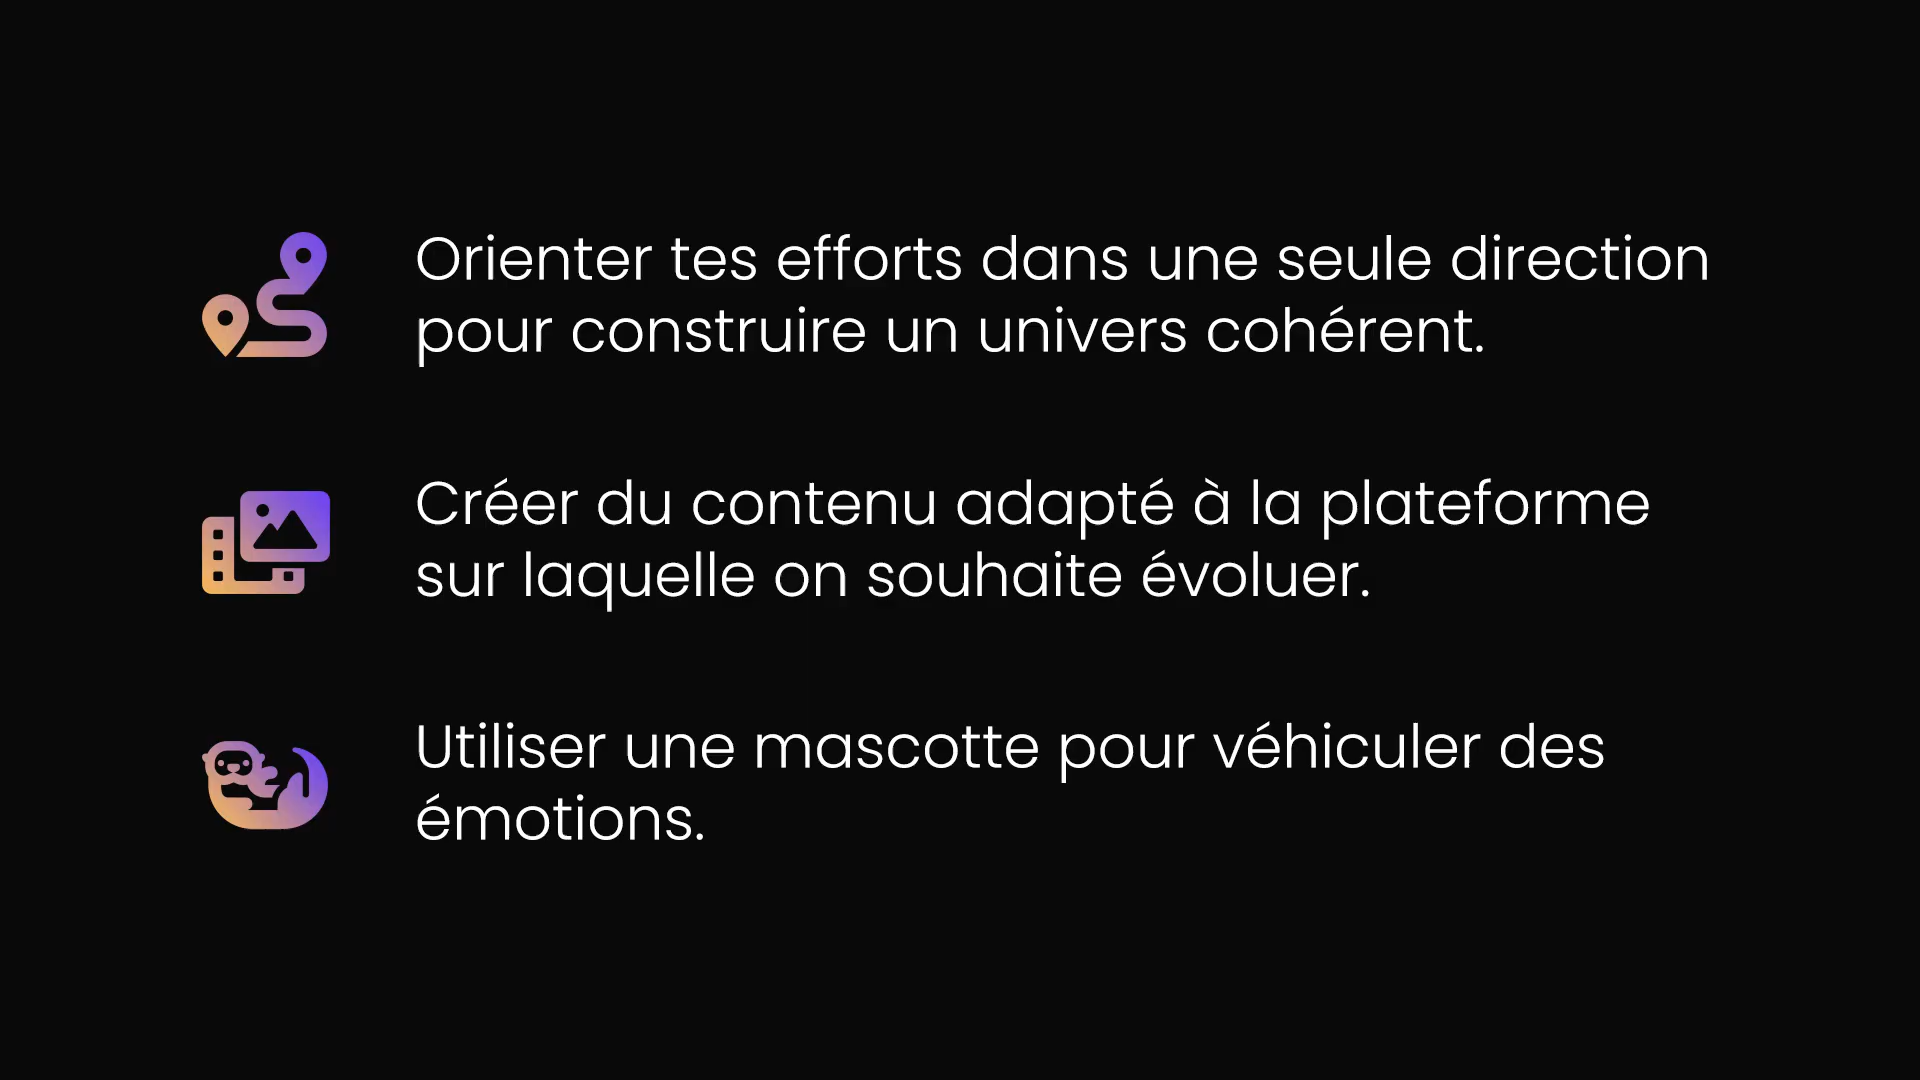 Orienter tes efforts dans une seule direction
pour construire un univers cohérent.
Créer du contenu adapté à la plateforme
sur laquelle on souhaite évoluer.
Utiliser une mascotte pour véhiculer des
émotions.